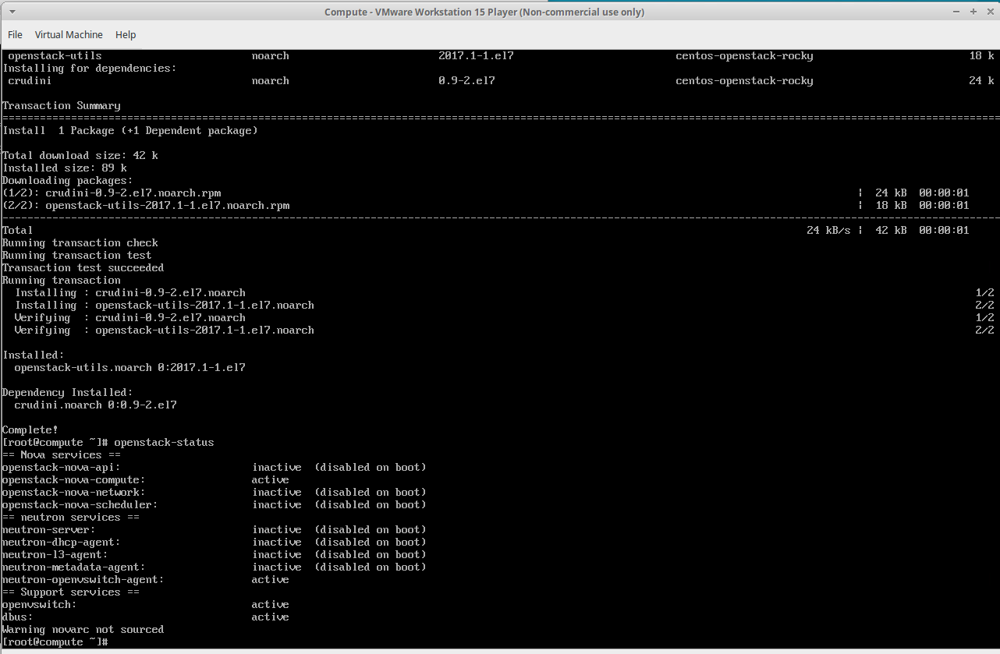 Compute - VMware Workstation 15 Player (Non-commercial use only)
File Virtual Machine Help
openstack-utils noarch 2017.1-1.el7 centos-openstack-rocky 18 k
Installing for dependencies:
crudini noarch 0.9-2.el7 centos-openstack-rocky 24 k
Transaction Summary
================================================================================
Install 1 Package (+1 Dependent package)
Total download size: 42 k
Installed size: 89 k
Downloading packages:
(1/2): crudini-0.9-2.el7.noarch.rpm | 24 kB 00:00:01
(2/2): openstack-utils-2017.1-1.el7.noarch.rpm | 18 kB 00:00:01
--------------------------------------------------------------------------------
Total 24 kB/s | 42 kB 00:00:01
Running transaction check
Running transaction test
Transaction test succeeded
Running transaction
Installing : crudini-0.9-2.el7.noarch 1/2
Installing : openstack-utils-2017.1-1.el7.noarch 2/2
Verifying : crudini-0.9-2.el7.noarch 1/2
Verifying : openstack-utils-2017.1-1.el7.noarch 2/2
Installed:
openstack-utils.noarch 0:2017.1-1.el7
Dependency Installed:
crudini.noarch 0:0.9-2.el7
Complete!
[root@compute ~]# openstack-status
== Nova services ==
openstack-nova-api: inactive (disabled on boot)
openstack-nova-compute: active
openstack-nova-network: inactive (disabled on boot)
openstack-nova-scheduler: inactive (disabled on boot)
== neutron services ==
neutron-server: inactive (disabled on boot)
neutron-dhcp-agent: inactive (disabled on boot)
neutron-l3-agent: inactive (disabled on boot)
neutron-metadata-agent: inactive (disabled on boot)
neutron-openvswitch-agent: active
== Support services ==
openvswitch: active
dbus: active
Warning novarc not sourced
[root@compute ~]#